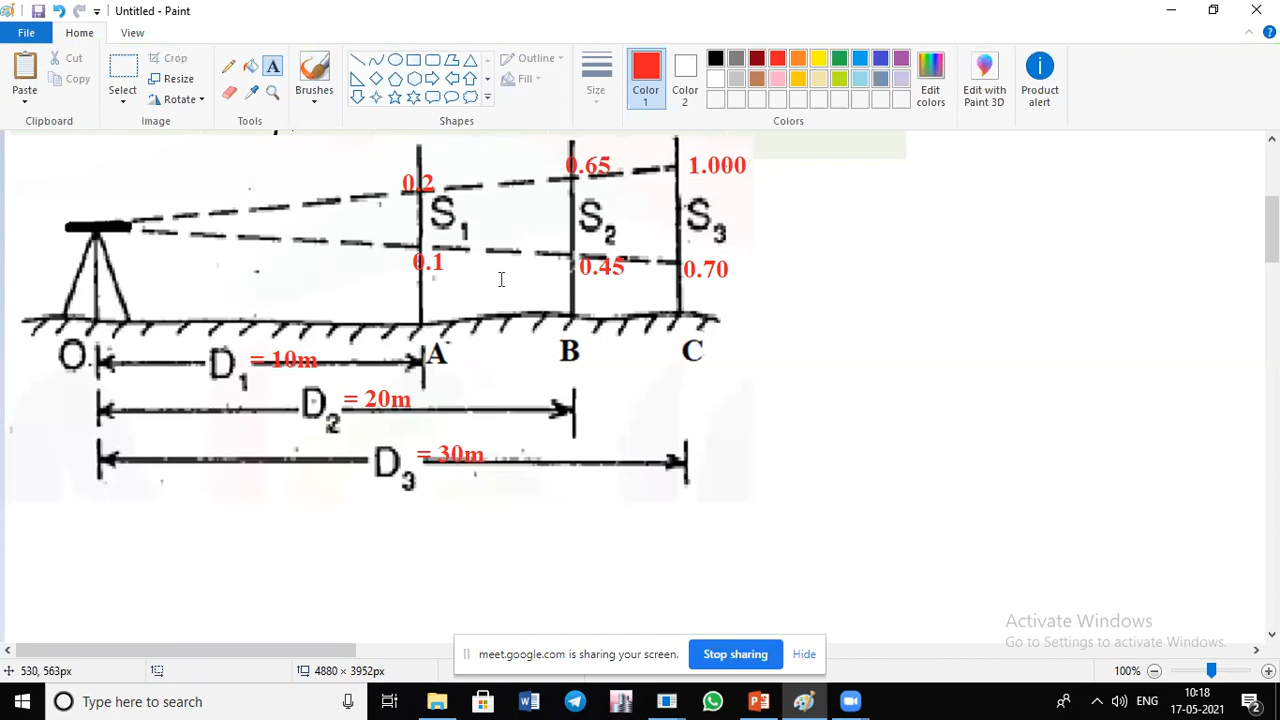 Untitled - Paint
File Home View
Paste
Cut
Copy
Clipboard
Select
Crop
Resize
Rotate
Image
A
Tools
Brushes
Outline
Fill
Shapes
Size
Color 1
Color 2
Edit colors
Colors
Edit with Paint 3D
Product alert
0.2 0.65 1.000
S1 S2 S3
0.1 0.45 0.70
O. A B C
D1 = 10m
D2 = 20m
D3 = 30m
Activate Windows
Go to Settings to activate Windows.
meet.google.com is sharing your screen. Stop sharing Hide
530, 563px 4880 × 3952px 100%
Type here to search
ENG
10:18
17-05-2021
2